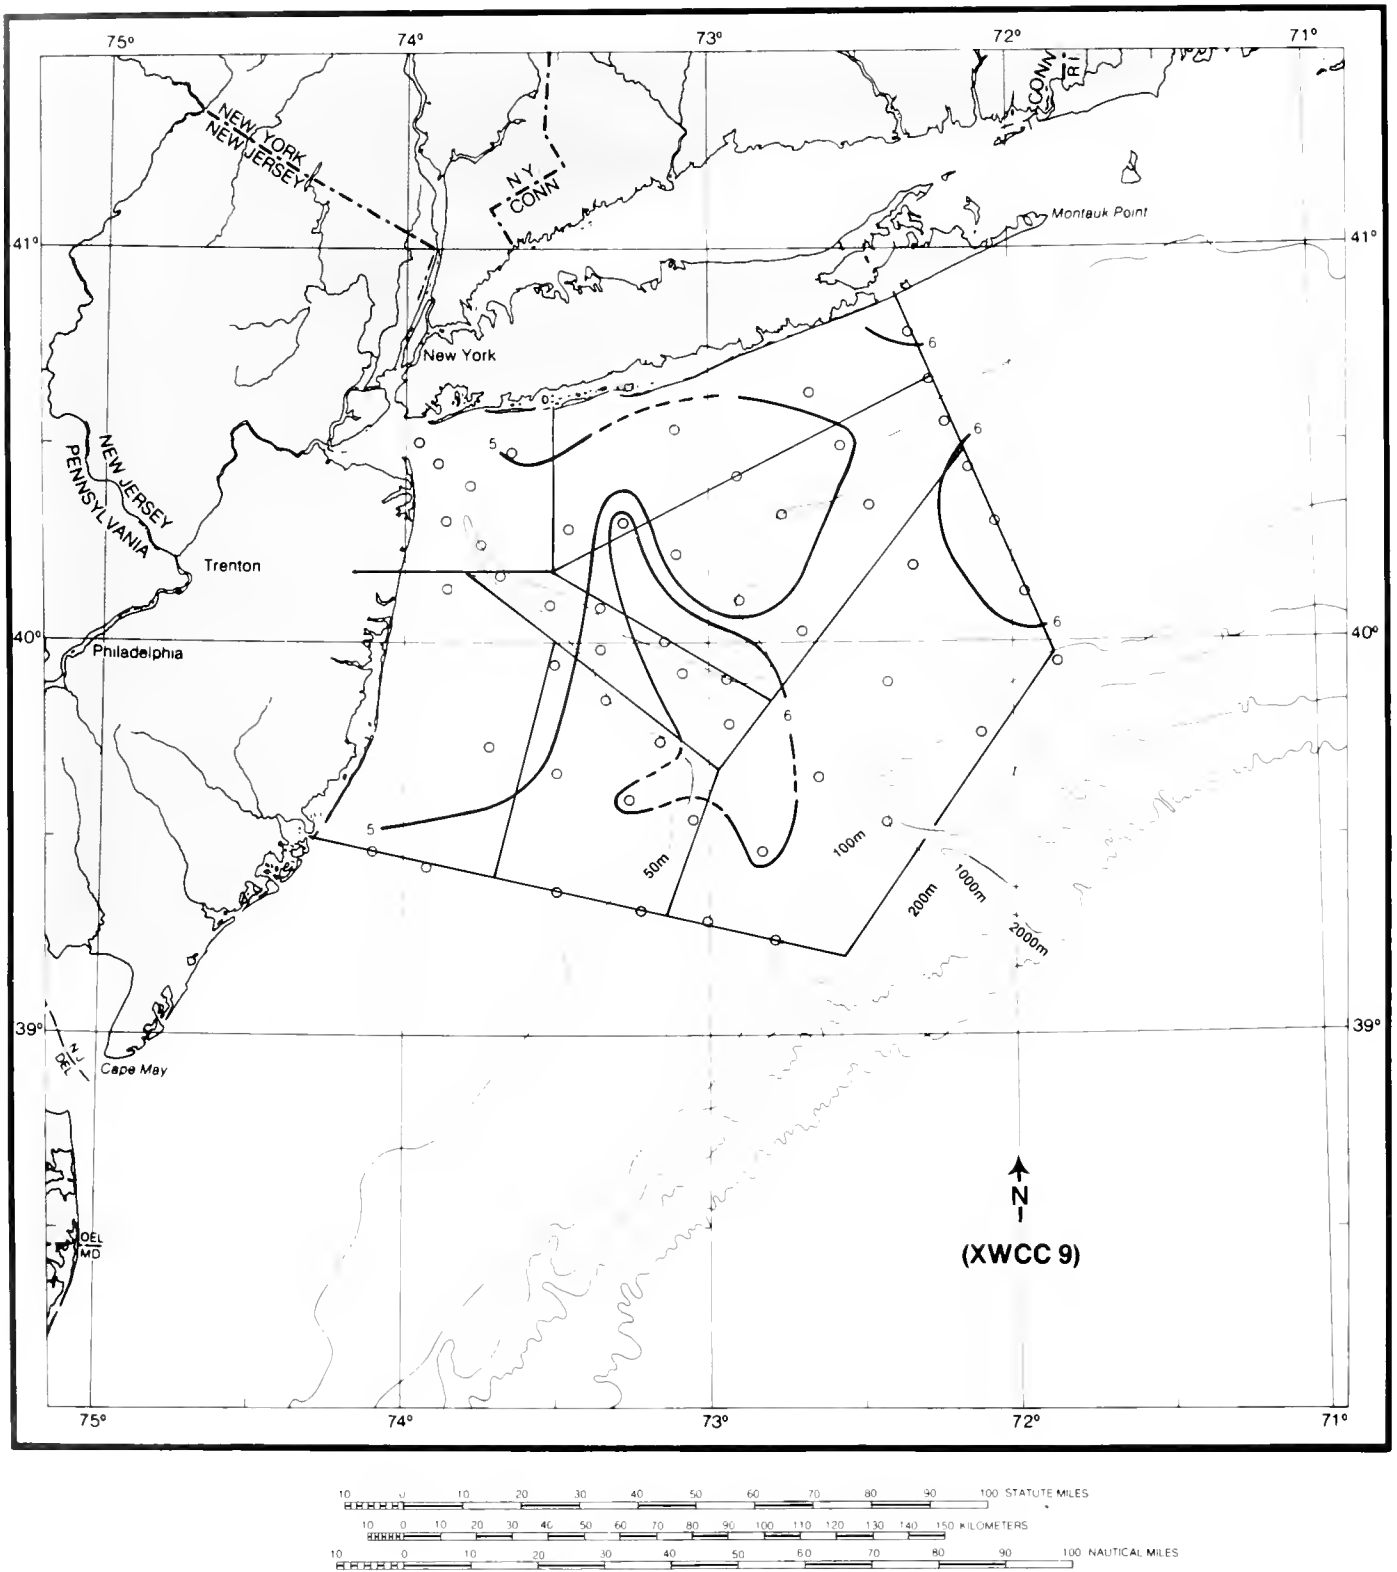 75° 74° 73° 72° 71°
CONN
R I
NEW YORK
NEW JERSEY
N Y
CONN
Montauk Point
41° 41°
New York
6
5
6
NEW JERSEY
PENNSYLVANIA
Trenton
6
40° 40°
Philadelphia
6
5
50m
100m
200m
1000m
2000m
39° 39°
N J
DEL
Cape May
N
DEL
MD
(XWCC 9)
75° 74° 73° 72° 71°
10 0 10 20 30 40 50 60 70 80 90 100 STATUTE MILES
10 0 10 20 30 40 50 60 70 80 90 100 110 120 130 140 150 KILOMETERS
10 0 10 20 30 40 50 60 70 80 90 100 NAUTICAL MILES